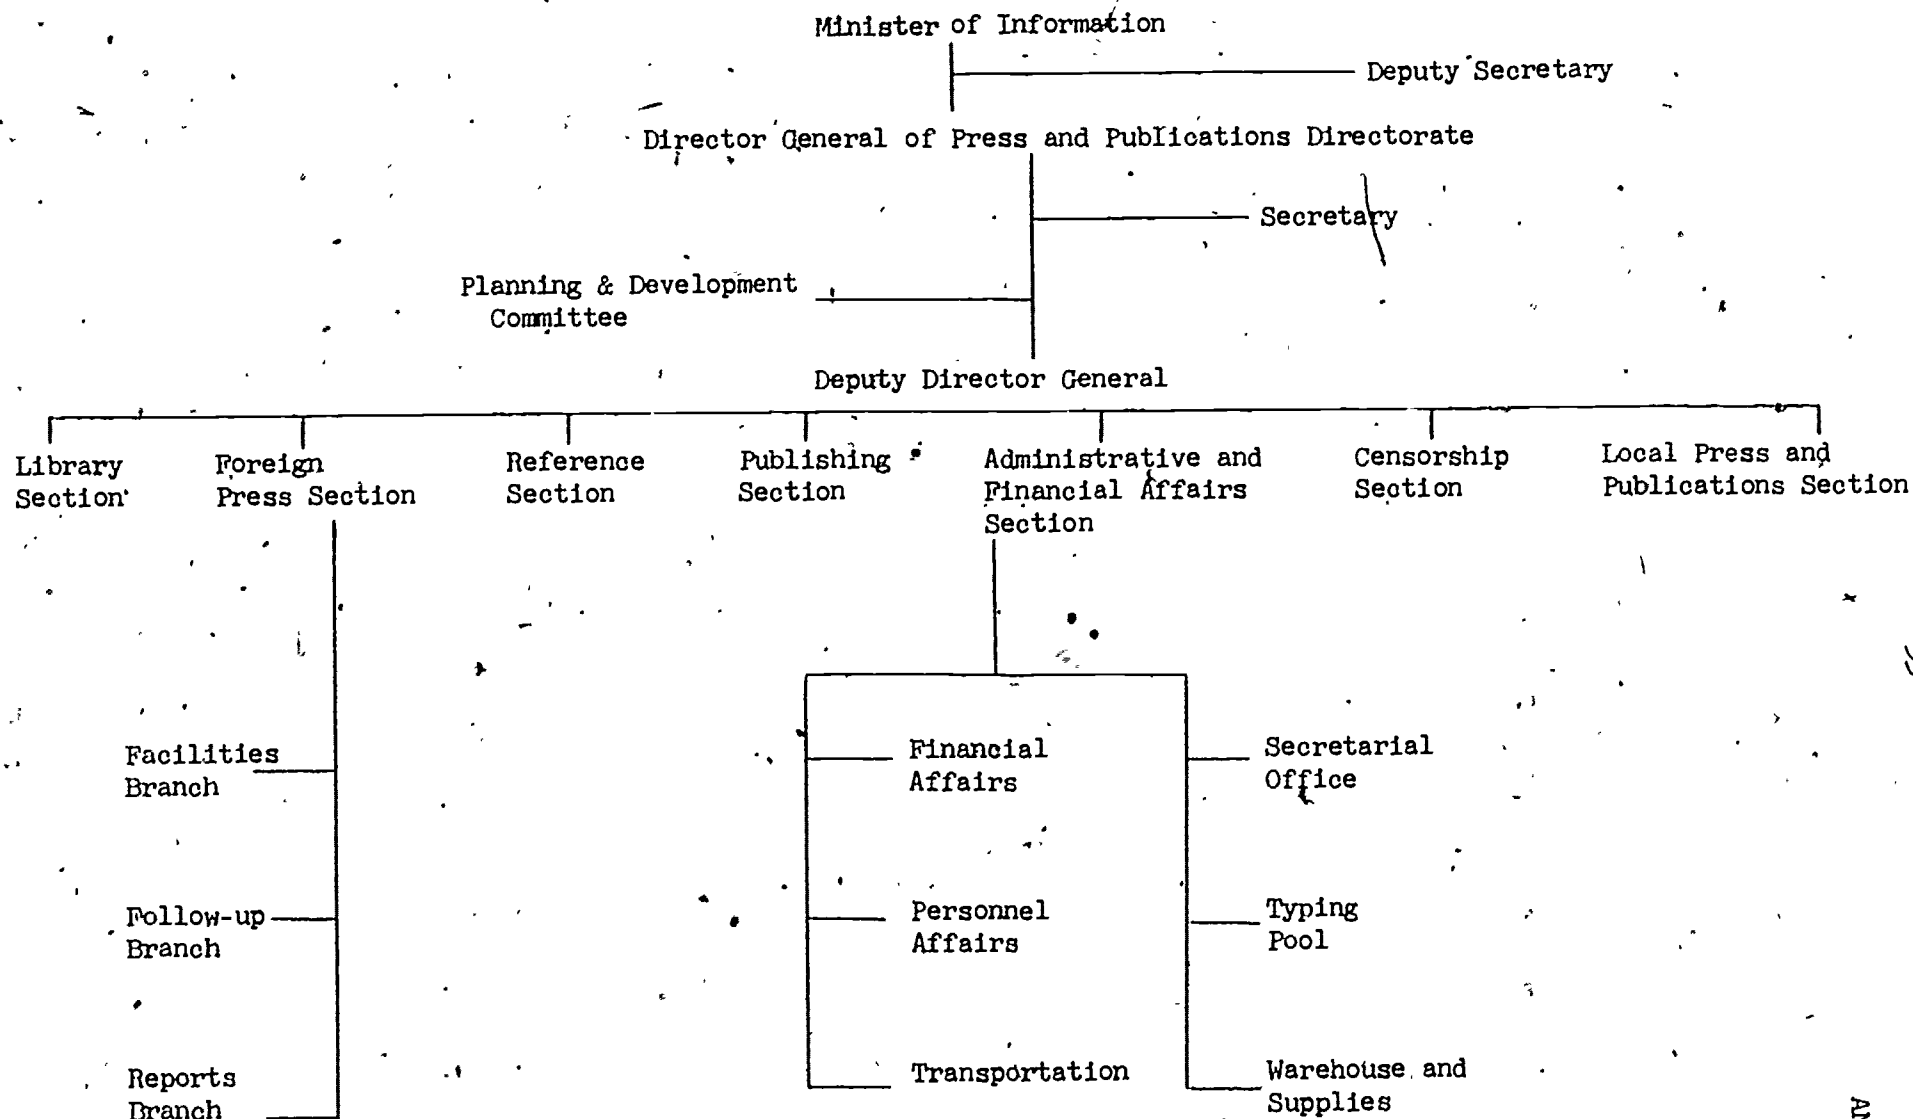 Minister of Information
Deputy Secretary
Director General of Press and Publications Directorate
Secretary
Planning & Development
Committee
Deputy Director General
Library
Section
Foreign
Press Section
Reference
Section
Publishing
Section
Administrative and
Financial Affairs
Section
Censorship
Section
Local Press and
Publications Section
Facilities
Branch
Follow-up
Branch
Reports
Branch
Financial
Affairs
Personnel
Affairs
Transportation
Secretarial
Office
Typing
Pool
Warehouse and
Supplies